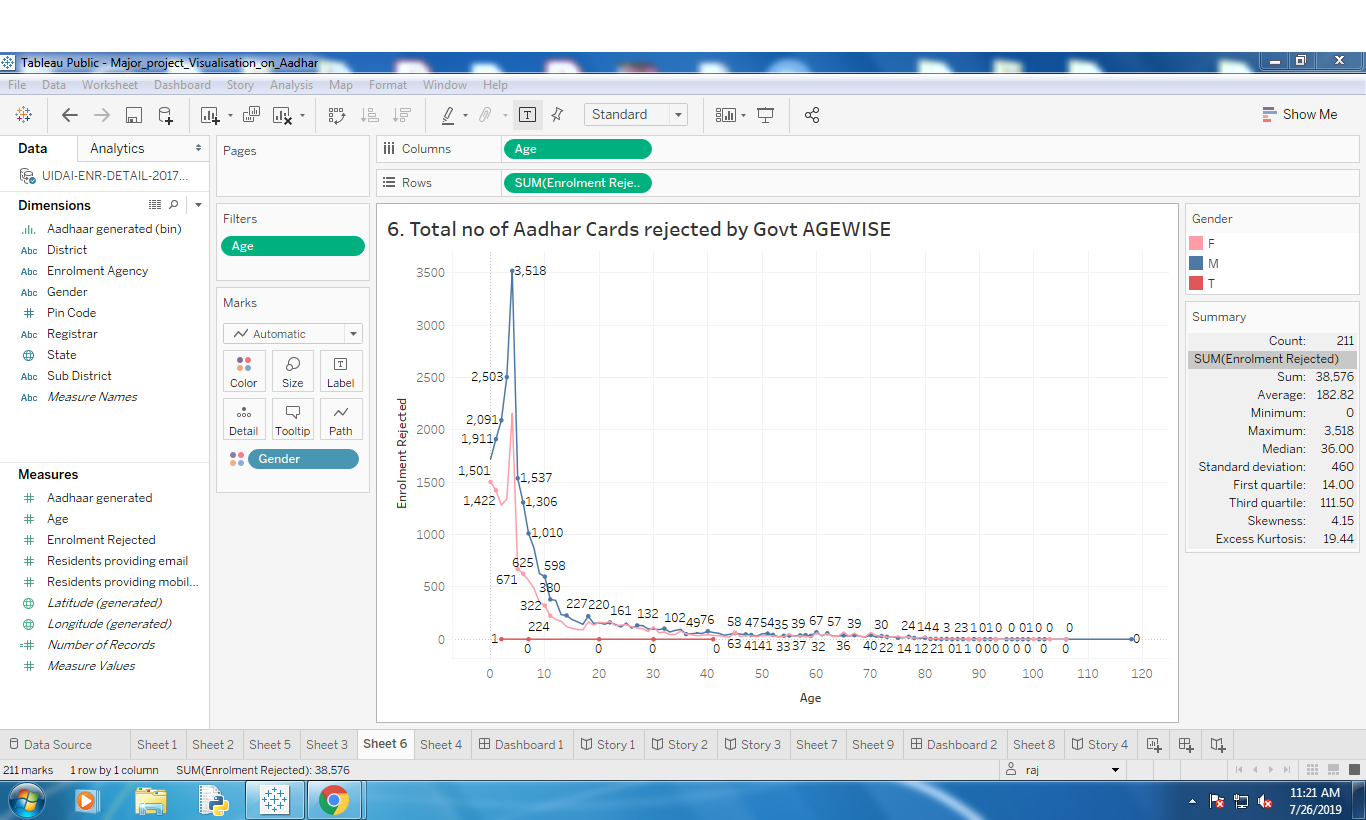 Tableau Public - Major_project_Visualisation_on_Aadhar
File Data Worksheet Dashboard Story Analysis Map Format Window Help
Standard
Show Me
Data Analytics
UIDAI-ENR-DETAIL-2017...
Dimensions
Aadhaar generated (bin)
Abc District
Abc Enrolment Agency
Abc Gender
# Pin Code
Abc Registrar
State
Abc Sub District
Abc Measure Names
Measures
# Aadhaar generated
# Age
# Enrolment Rejected
# Residents providing email
# Residents providing mobil...
Latitude (generated)
Longitude (generated)
=# Number of Records
# Measure Values
Pages
Filters
Age
Marks
Automatic
Color Size Label
Detail Tooltip Path
Gender
Columns Age
Rows SUM(Enrolment Reje..
6. Total no of Aadhar Cards rejected by Govt AGEWISE
Enrolment Rejected
3500
3000
2500
2000
1500
1000
500
0
3,518
2,503
2,091
1,911
1,501
1,422
1,537
1,306
1,010
625 598
671
380
322
224
227 220 161 132 102 49 76 58 47 54 35 39 67 57 39 30 24 14 4 3 23 1 0 1 0 0 0 1 0 0 0
1
0 0 0 0 63 41 41 33 37 32 36 40 22 14 12 21 0 1 1 0 0 0 0 0 0 0 0
0
0 10 20 30 40 50 60 70 80 90 100 110 120
Age
Gender
F
M
T
Summary
Count: 211
SUM(Enrolment Rejected)
Sum: 38,576
Average: 182.82
Minimum: 0
Maximum: 3,518
Median: 36.00
Standard deviation: 460
First quartile: 14.00
Third quartile: 111.50
Skewness: 4.15
Excess Kurtosis: 19.44
Data Source Sheet 1 Sheet 2 Sheet 5 Sheet 3 Sheet 6 Sheet 4 Dashboard 1 Story 1 Story 2 Story 3 Sheet 7 Sheet 9 Dashboard 2 Sheet 8 Story 4
211 marks 1 row by 1 column SUM(Enrolment Rejected): 38,576 raj
11:21 AM
7/26/2019